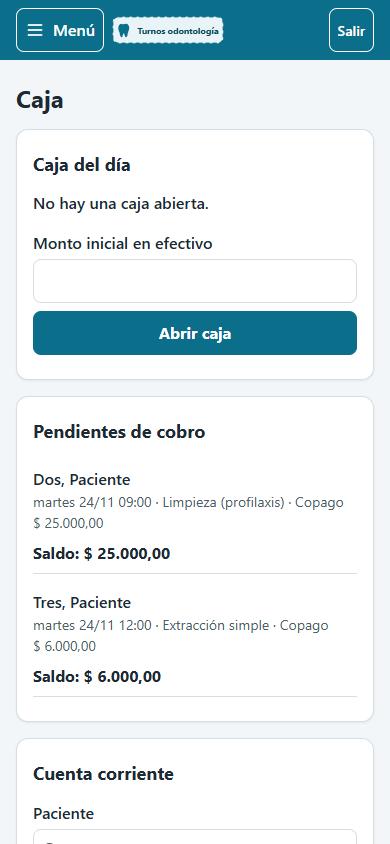 Menú
Turnos odontología
Salir
Caja
Caja del día
No hay una caja abierta.
Monto inicial en efectivo
Abrir caja
Pendientes de cobro
Dos, Paciente
martes 24/11 09:00 · Limpieza (profilaxis) · Copago
$ 25.000,00
Saldo: $ 25.000,00
Tres, Paciente
martes 24/11 12:00 · Extracción simple · Copago
$ 6.000,00
Saldo: $ 6.000,00
Cuenta corriente
Paciente